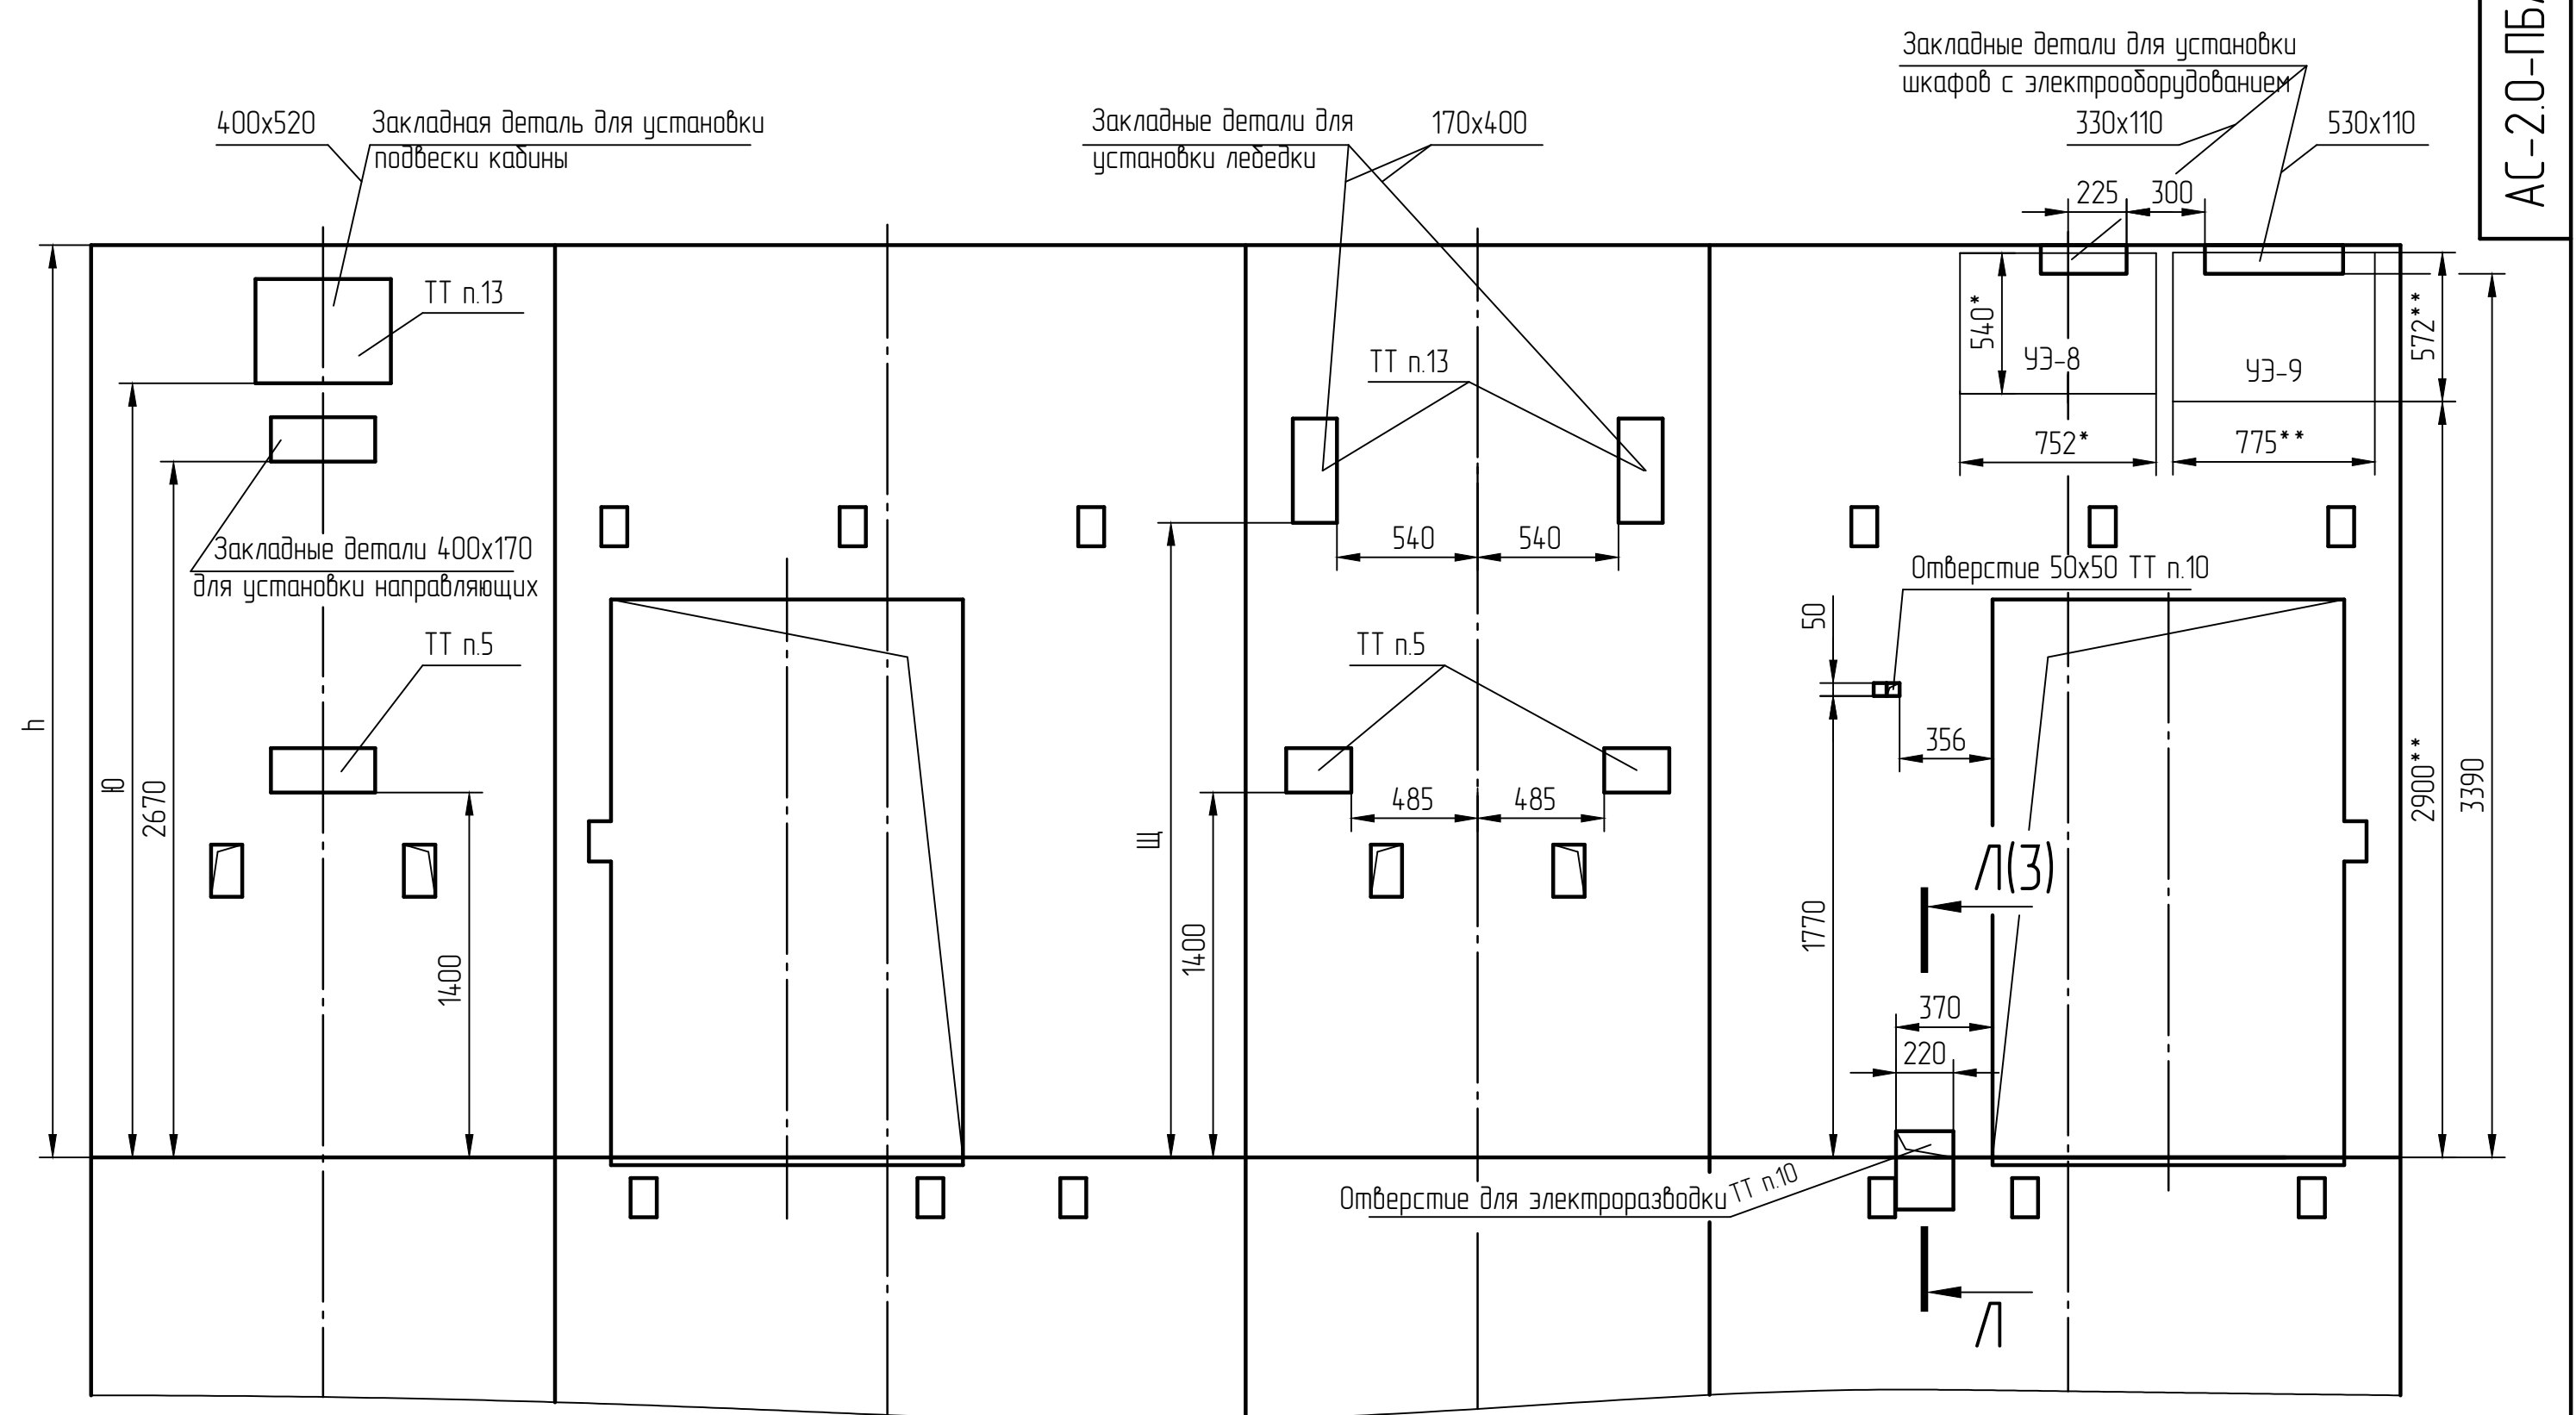 АС-2.0-ПБ
Закладные детали для установки
шкафов с электрооборудованием
400х520
Закладная деталь для установки
подвески кабины
Закладные детали для
установки лебедки
170х400
330х110
530х110
225
300
ТТ п.13
540*
УЭ-8
УЭ-9
572**
ТТ п.13
752*
775**
Закладные детали 400х170
для установки направляющих
540
540
Отверстие 50х50 ТТ п.10
50
ТТ п.5
ТТ п.5
h
Ю
2670
356
485
485
Щ
2900**
3390
Л(3)
1400
1400
1770
370
220
Отверстие для электроразводки ТТ п.10
Л